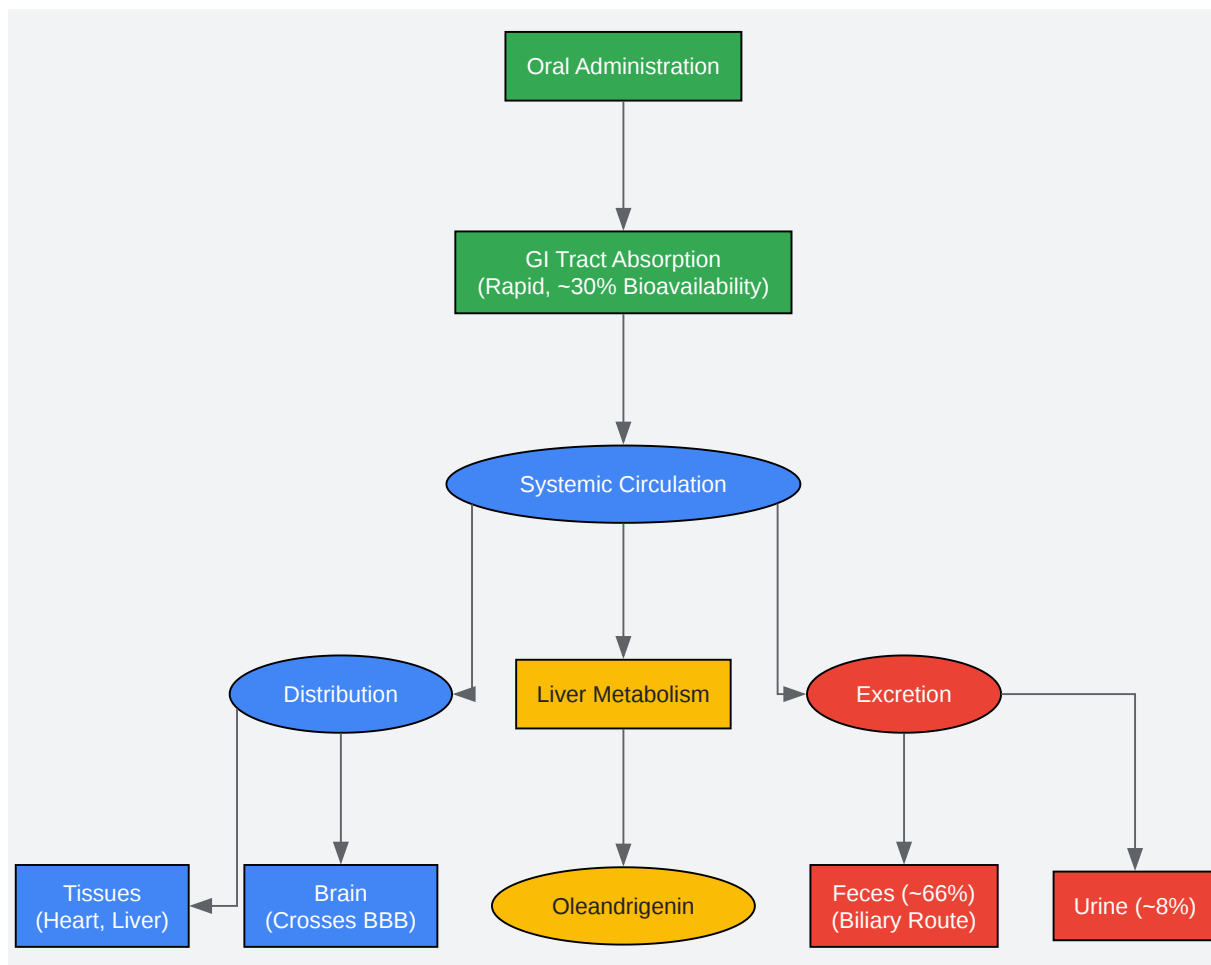 Oral Administration
GI Tract Absorption
(Rapid, ~30% Bioavailability)
Systemic Circulation
Distribution
Liver Metabolism
Excretion
Tissues
(Heart, Liver)
Brain
(Crosses BBB)
Oleandrigenin
Feces (~66%)
(Biliary Route)
Urine (~8%)